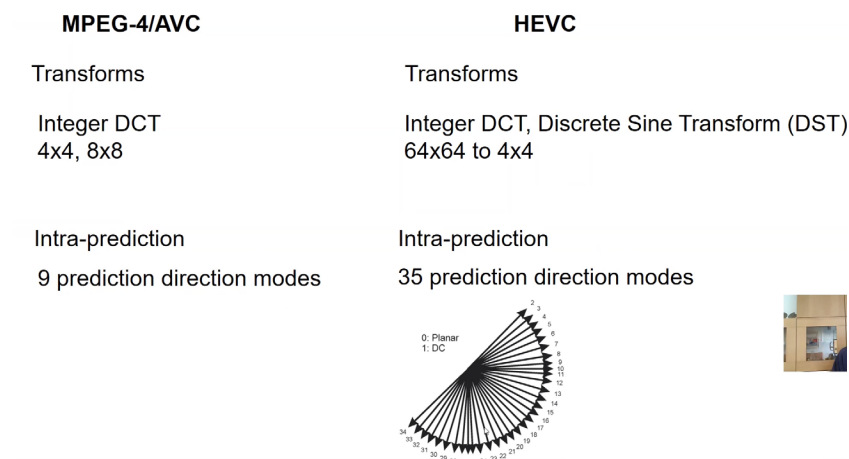 MPEG-4/AVC
Transforms
Integer DCT
4x4, 8x8
Intra-prediction
9 prediction direction modes
HEVC
Transforms
Integer DCT, Discrete Sine Transform (DST)
64x64 to 4x4
Intra-prediction
35 prediction direction modes
0: Planar
1: DC
2
3
4
5
6
7
8
9
10
11
12
13
14
15
16
17
18
19
20
21
22
23
29
30
31
32
33
34